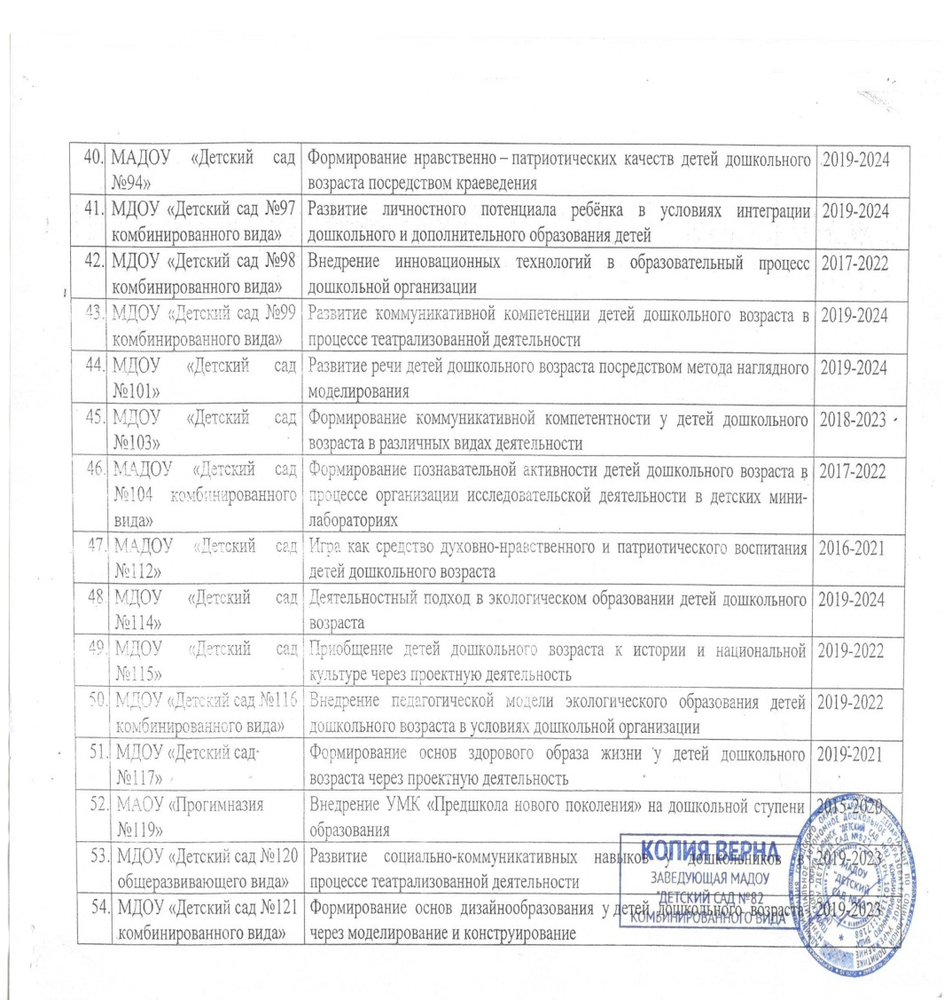 40. МАДОУ «Детский сад №94» Формирование нравственно – патриотических качеств детей дошкольного возраста посредством краеведения 2019-2024
41. МДОУ «Детский сад №97 комбинированного вида» Развитие личностного потенциала ребёнка в условиях интеграции дошкольного и дополнительного образования детей 2019-2024
42. МДОУ «Детский сад №98 комбинированного вида» Внедрение инновационных технологий в образовательный процесс дошкольной организации 2017-2022
43. МДОУ «Детский сад №99 комбинированного вида» Развитие коммуникативной компетенции детей дошкольного возраста в процессе театрализованной деятельности 2019-2024
44. МДОУ «Детский сад №101» Развитие речи детей дошкольного возраста посредством метода наглядного моделирования 2019-2024
45. МДОУ «Детский сад №103» Формирование коммуникативной компетентности у детей дошкольного возраста в различных видах деятельности 2018-2023
46. МАДОУ «Детский сад №104 комбинированного вида» Формирование познавательной активности детей дошкольного возраста в процессе организации исследовательской деятельности в детских мини-лабораториях 2017-2022
47. МАДОУ «Детский сад №112» Игра как средство духовно-нравственного и патриотического воспитания детей дошкольного возраста 2016-2021
48. МДОУ «Детский сад №114» Деятельностный подход в экологическом образовании детей дошкольного возраста 2019-2024
49. МДОУ «Детский сад №115» Приобщение детей дошкольного возраста к истории и национальной культуре через проектную деятельность 2019-2022
50. МДОУ «Детский сад №116 комбинированного вида» Внедрение педагогической модели экологического образования детей дошкольного возраста в условиях дошкольной организации 2019-2022
51. МДОУ «Детский сад №117» Формирование основ здорового образа жизни у детей дошкольного возраста через проектную деятельность 2019-2021
52. МАОУ «Прогимназия №119» Внедрение УМК «Предшкола нового поколения» на дошкольной ступени образования 2015-2020
53. МДОУ «Детский сад №120 общеразвивающего вида» Развитие социально-коммуникативных навыков у дошкольников в процессе театрализованной деятельности 2019-2023
54. МДОУ «Детский сад №121 комбинированного вида» Формирование основ дизайнобразования у детей дошкольного возраста через моделирование и конструирование 2019-2023
КОПИЯ ВЕРНА
ЗАВЕДУЮЩАЯ МАДОУ
"ДЕТСКИЙ САД №82
КОМБИНИРОВАННОГО ВИДА
МАДОУ
"ДЕТСКИЙ